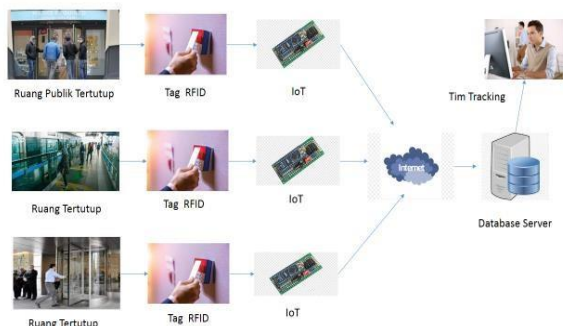 Ruang Publik Tertutup
Tag RFID
IoT
Tim Tracking
Ruang Tertutup
Tag RFID
IoT
Internet
Database Server
Ruang Tertutup
Tag RFID
IoT